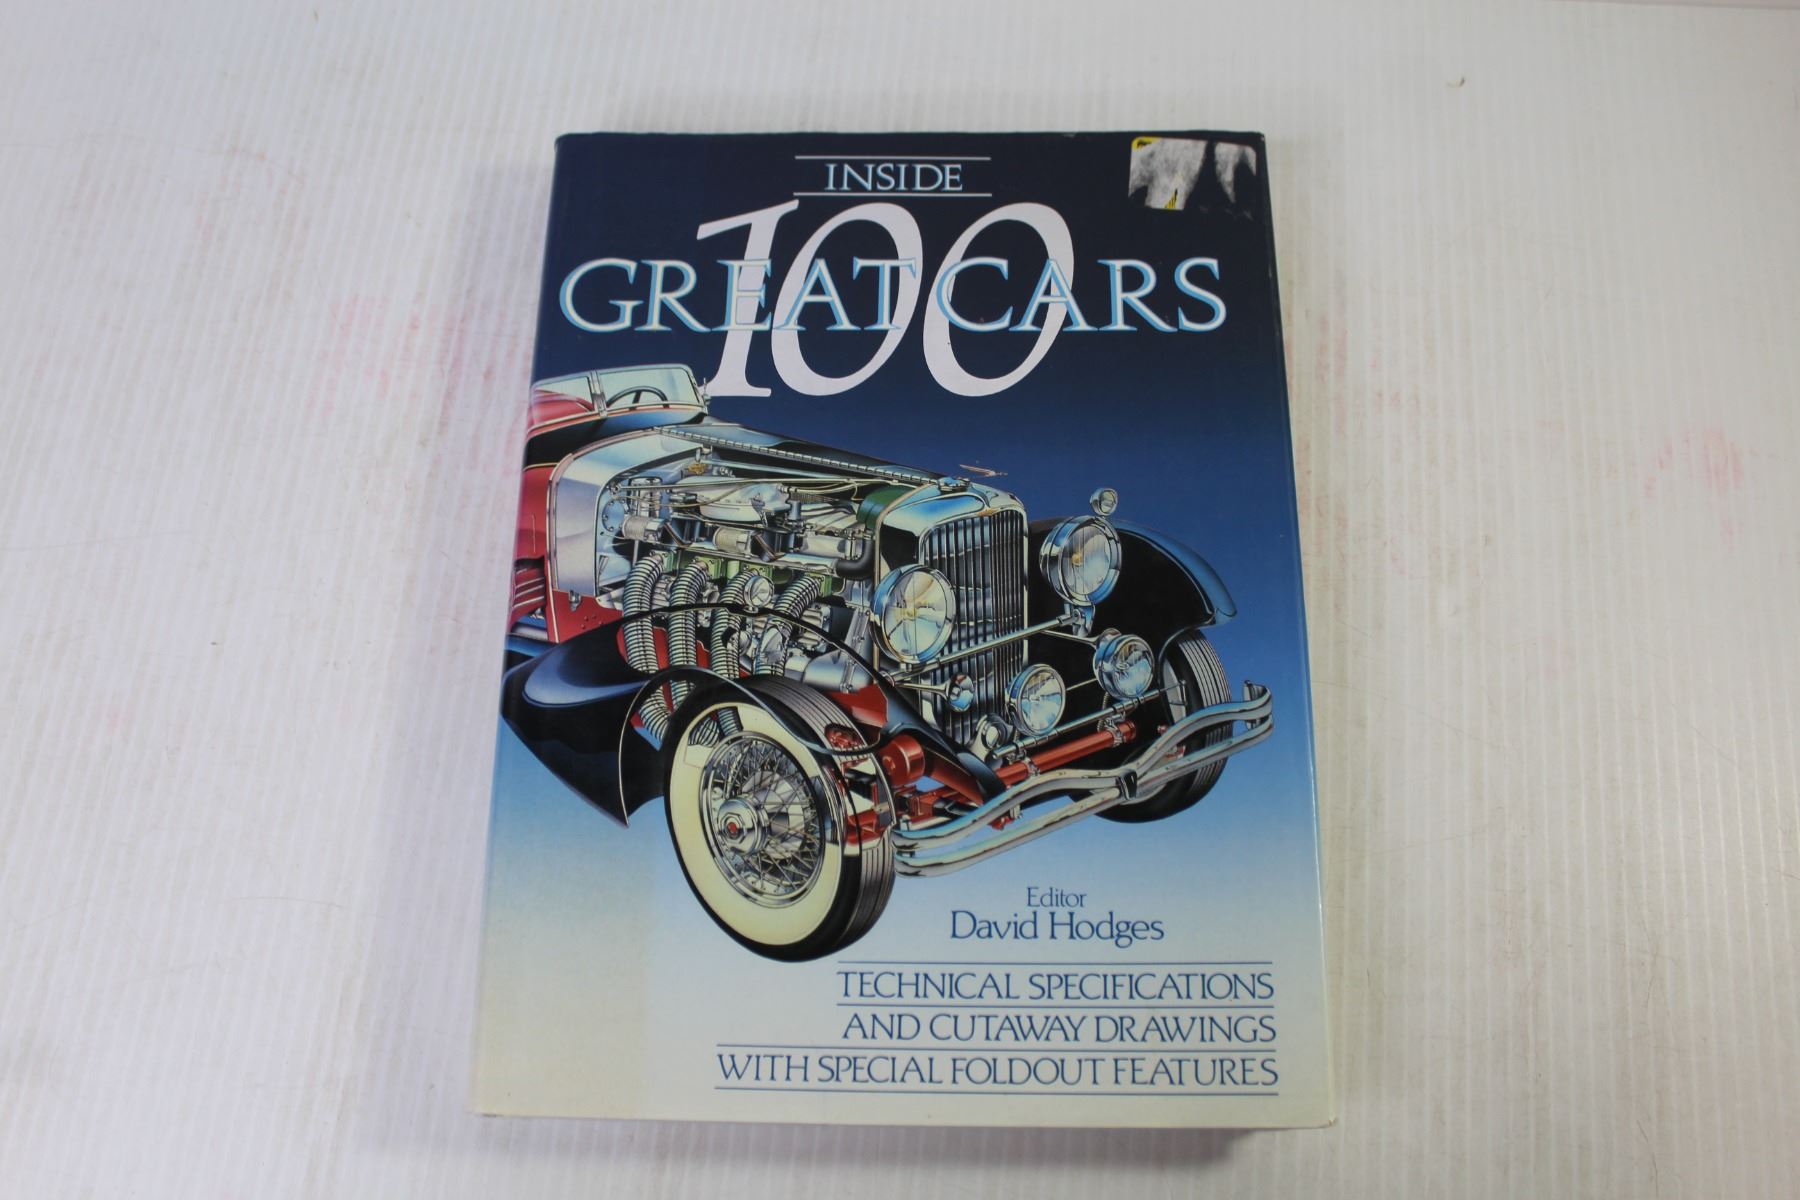 INSIDE
100
GREAT CARS
Editor
David Hodges
TECHNICAL SPECIFICATIONS
AND CUTAWAY DRAWINGS
WITH SPECIAL FOLDOUT FEATURES